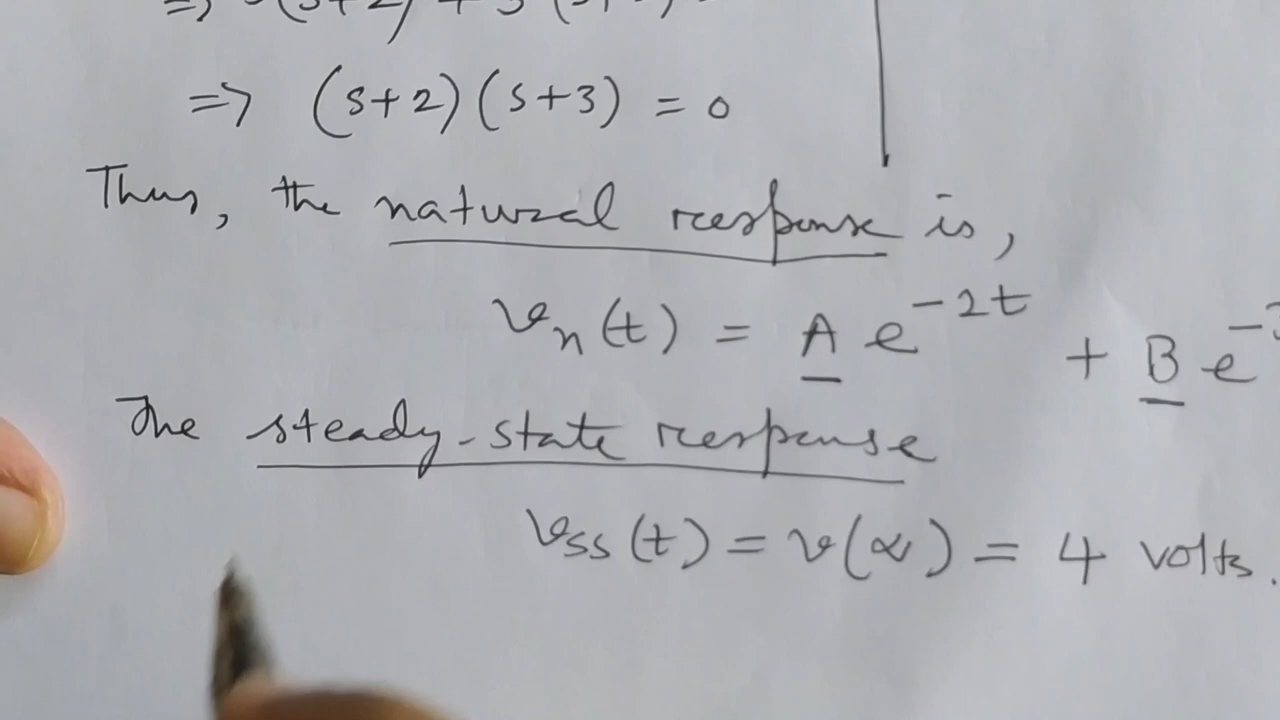 => (s+2) (s+3) = 0
Thus, the natural response is,
vn(t) = A e^-2t + B e^-
The steady-state response
vss(t) = v(∝) = 4 volts.